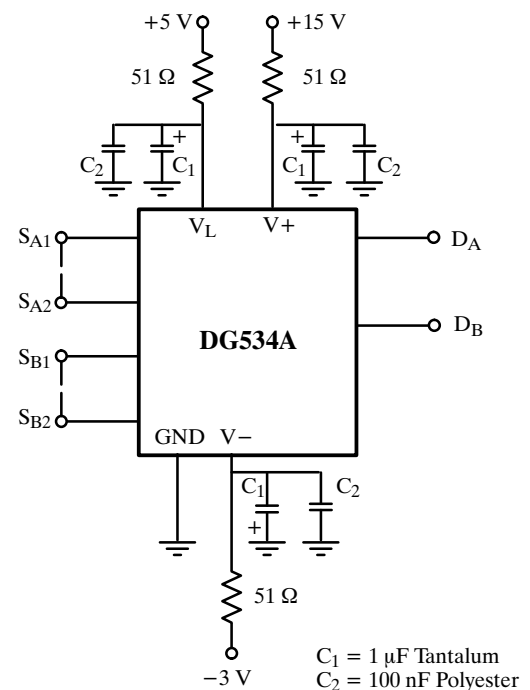 +5 V
+15 V
51 Ω
51 Ω
+
+
C2
C1
C1
C2
VL
V+
SA1
DA
SA2
DB
DG534A
SB1
SB2
GND
V−
C1
C2
+
51 Ω
−3 V
C1 = 1 μF Tantalum
C2 = 100 nF Polyester